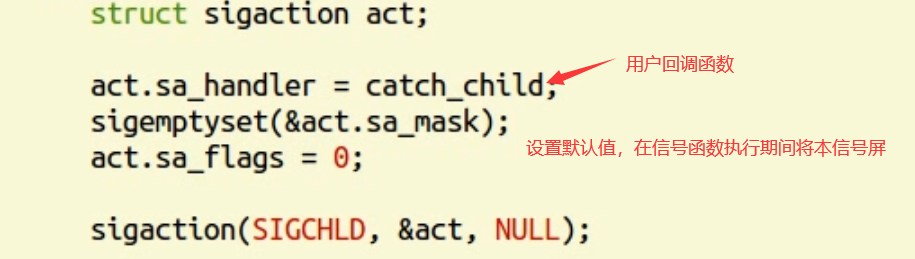 struct sigaction act;
act.sa_handler = catch_child;
用户回调函数
sigemptyset(&act.sa_mask);
act.sa_flags = 0;
设置默认值，在信号函数执行期间将本信号屏
sigaction(SIGCHLD, &act, NULL);